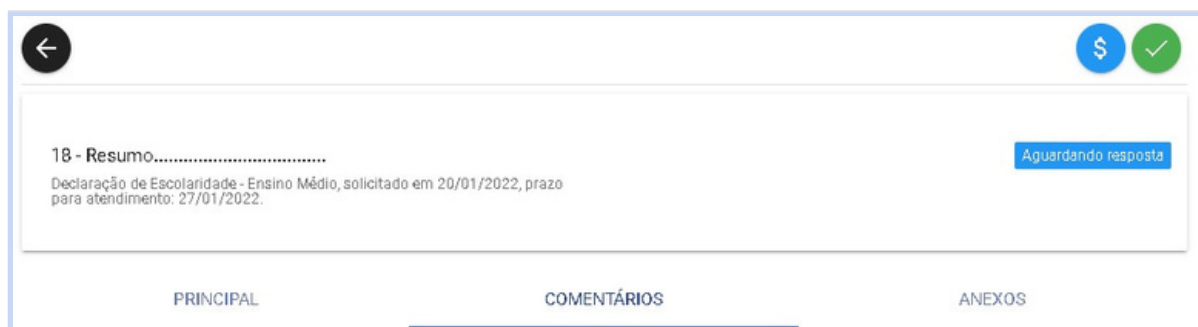 $
18 - Resumo...................................
Aguardando resposta
Declaração de Escolaridade - Ensino Médio, solicitado em 20/01/2022, prazo
para atendimento: 27/01/2022.
PRINCIPAL
COMENTÁRIOS
ANEXOS